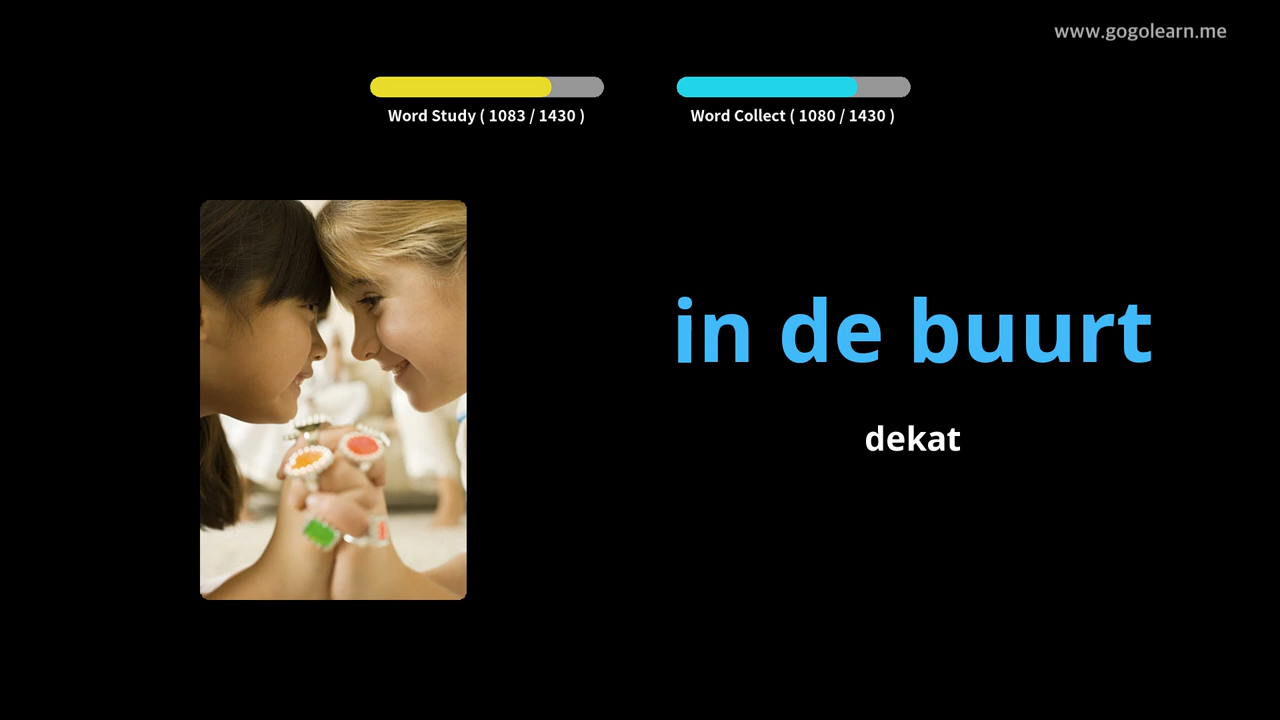 www.gogolearn.me
Word Study ( 1083 / 1430 )
Word Collect ( 1080 / 1430 )
in de buurt
dekat